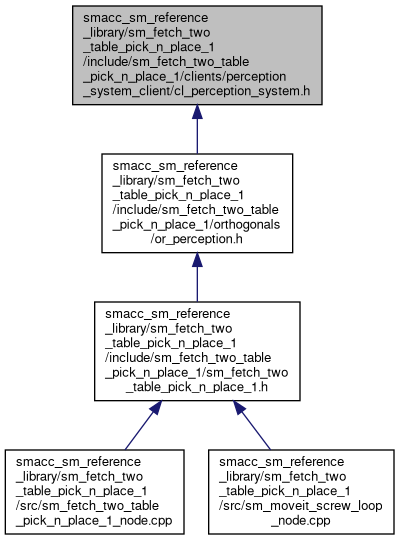 smacc_sm_reference
_library/sm_fetch_two
_table_pick_n_place_1
/include/sm_fetch_two_table
_pick_n_place_1/clients/perception
_system_client/cl_perception_system.h
smacc_sm_reference
_library/sm_fetch_two
_table_pick_n_place_1
/include/sm_fetch_two_table
_pick_n_place_1/orthogonals
/or_perception.h
smacc_sm_reference
_library/sm_fetch_two
_table_pick_n_place_1
/include/sm_fetch_two_table
_pick_n_place_1/sm_fetch_two
_table_pick_n_place_1.h
smacc_sm_reference
_library/sm_fetch_two
_table_pick_n_place_1
/src/sm_fetch_two_table
_pick_n_place_1_node.cpp
smacc_sm_reference
_library/sm_fetch_two
_table_pick_n_place_1
/src/sm_moveit_screw_loop
_node.cpp